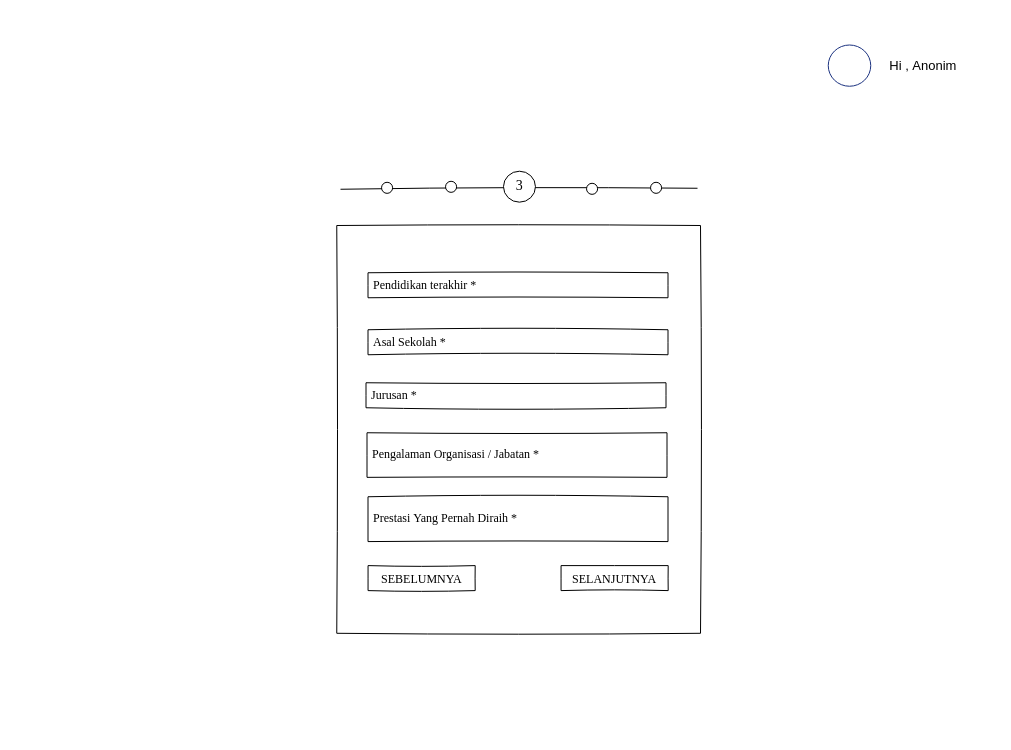 Hi , Anonim
3
Pendidikan terakhir *
Asal Sekolah *
Jurusan *
Pengalaman Organisasi / Jabatan *
Prestasi Yang Pernah Diraih *
SEBELUMNYA
SELANJUTNYA